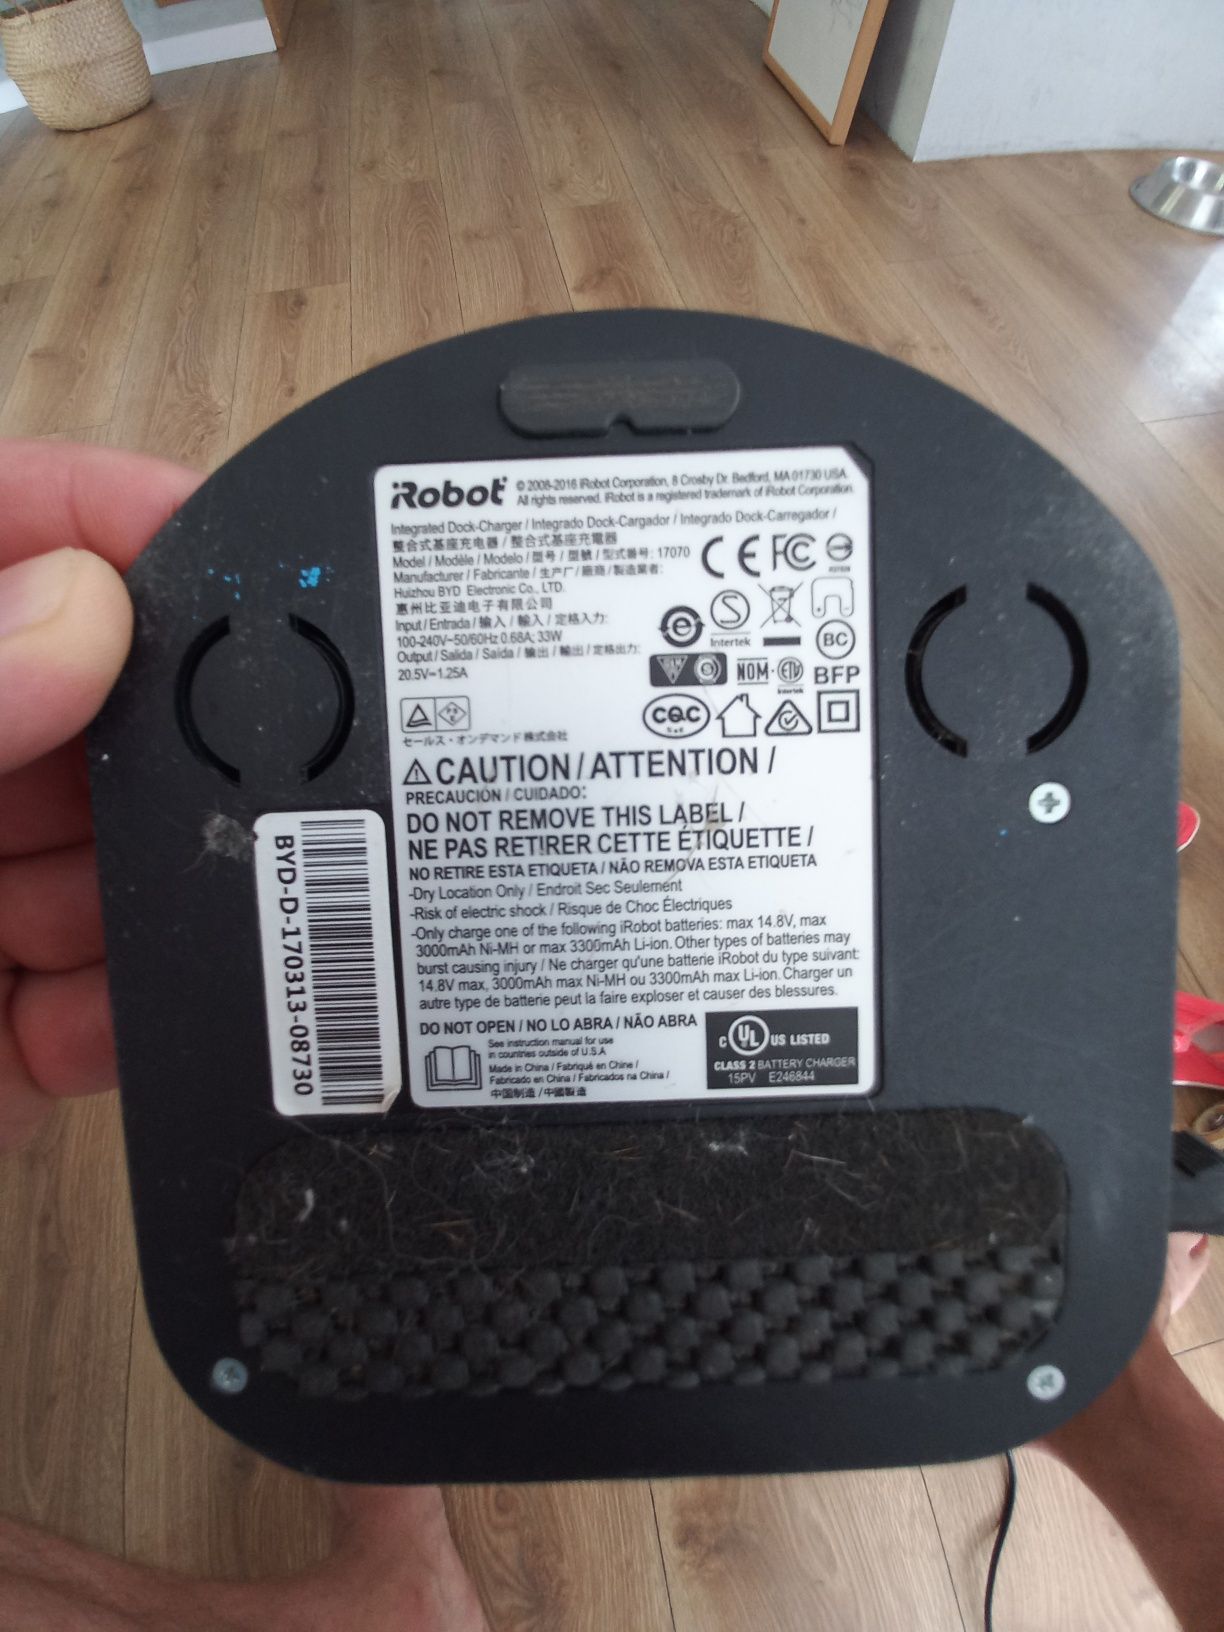 iRobot
© 2008-2016 iRobot Corporation, 8 Crosby Dr. Bedford, MA 01730 USA.
All rights reserved. iRobot is a registered trademark of iRobot Corporation.
Integrated Dock-Charger / Integrado Dock-Cargador / Integrado Dock-Carregador /
整合式基座充电器 / 整合式基座充電器
Model / Modèle / Modelo / 型号 / 型號 / 型式番号: 17070
Manufacturer / Fabricante / 生产厂 / 廠商 / 製造業者:
Huizhou BYD Electronic Co., LTD.
惠州比亚迪电子有限公司
Input / Entrada / 输入 / 輸入 / 定格入力:
100-240V~50/60Hz 0.68A; 33W
Output / Salida / Saída / 输出 / 輸出 / 定格出力:
20.5V⎓1.25A
CE FC
e S
Intertek
BC
NOM ETL
Intertek
BFP
PSE
CQC
セールス・オンデマンド株式会社
CAUTION / ATTENTION /
PRECAUCIÓN / CUIDADO:
DO NOT REMOVE THIS LABEL /
NE PAS RETIRER CETTE ÉTIQUETTE /
NO RETIRE ESTA ETIQUETA / NÃO REMOVA ESTA ETIQUETA
-Dry Location Only / Endroit Sec Seulement
-Risk of electric shock / Risque de Choc Électriques
-Only charge one of the following iRobot batteries: max 14.8V, max
3000mAh Ni-MH or max 3300mAh Li-ion. Other types of batteries may
burst causing injury / Ne charger qu'une batterie iRobot du type suivant:
14.8V max, 3000mAh max Ni-MH ou 3300mAh max Li-ion. Charger un
autre type de batterie peut la faire exploser et causer des blessures.
DO NOT OPEN / NO LO ABRA / NÃO ABRA
See instruction manual for use
in countries outside of U.S.A
Made in China / Fabriqué en Chine /
Fabricado en China / Fabricados na China /
中国制造 / 中國製造
c UL US LISTED
CLASS 2 BATTERY CHARGER
15PV E246844
BYD-D-170313-08730